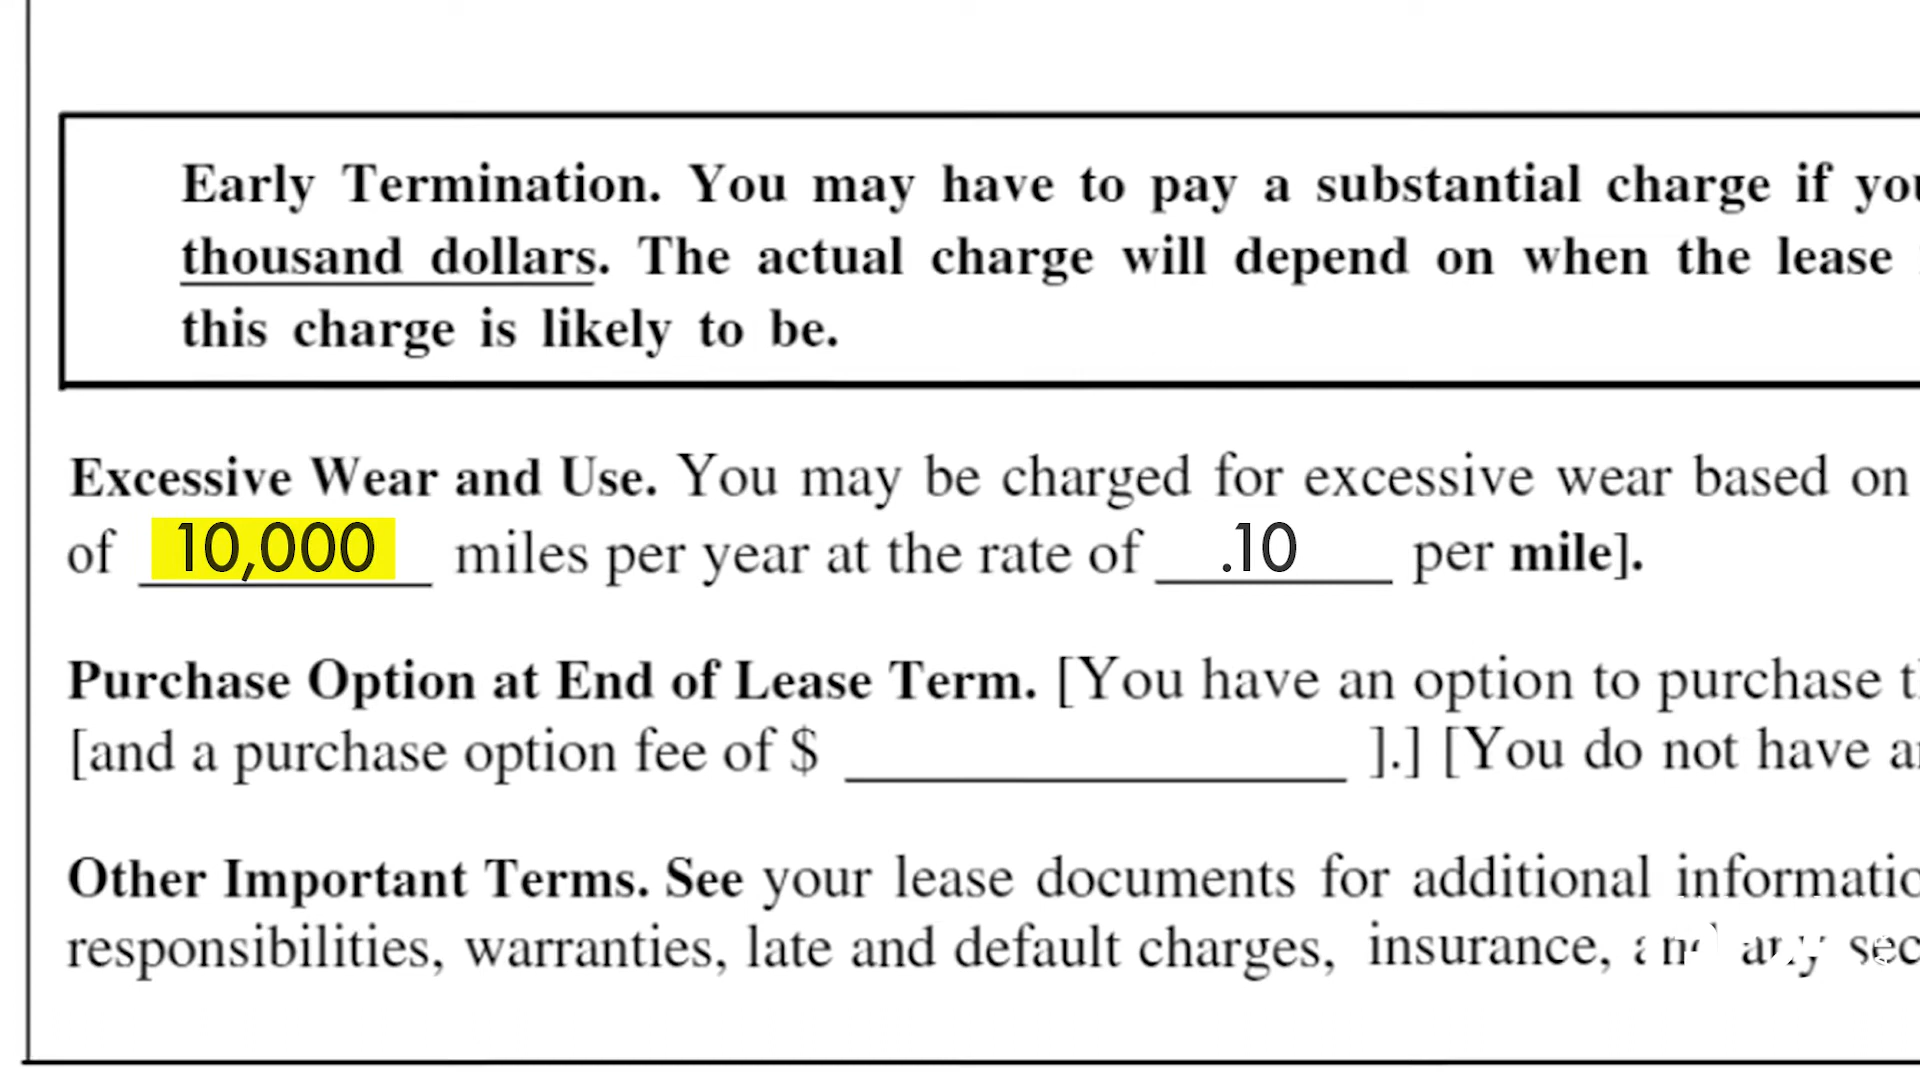 Early Termination. You may have to pay a substantial charge if you
thousand dollars. The actual charge will depend on when the lease
this charge is likely to be.
Excessive Wear and Use. You may be charged for excessive wear based on
of 10,000 miles per year at the rate of .10 per mile].
Purchase Option at End of Lease Term. [You have an option to purchase
[and a purchase option fee of $ ].] [You do not have
Other Important Terms. See your lease documents for additional
responsibilities, warranties, late and default charges, insurance, and any